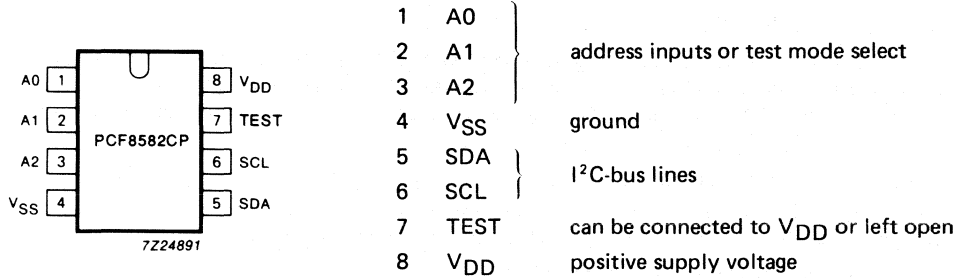 A0 1
A1 2
A2 3
VSS 4
PCF8582CP
8 VDD
7 TEST
6 SCL
5 SDA
7Z24891
1 A0
2 A1 address inputs or test mode select
3 A2
4 VSS ground
5 SDA
I²C-bus lines
6 SCL
7 TEST can be connected to VDD or left open
8 VDD positive supply voltage